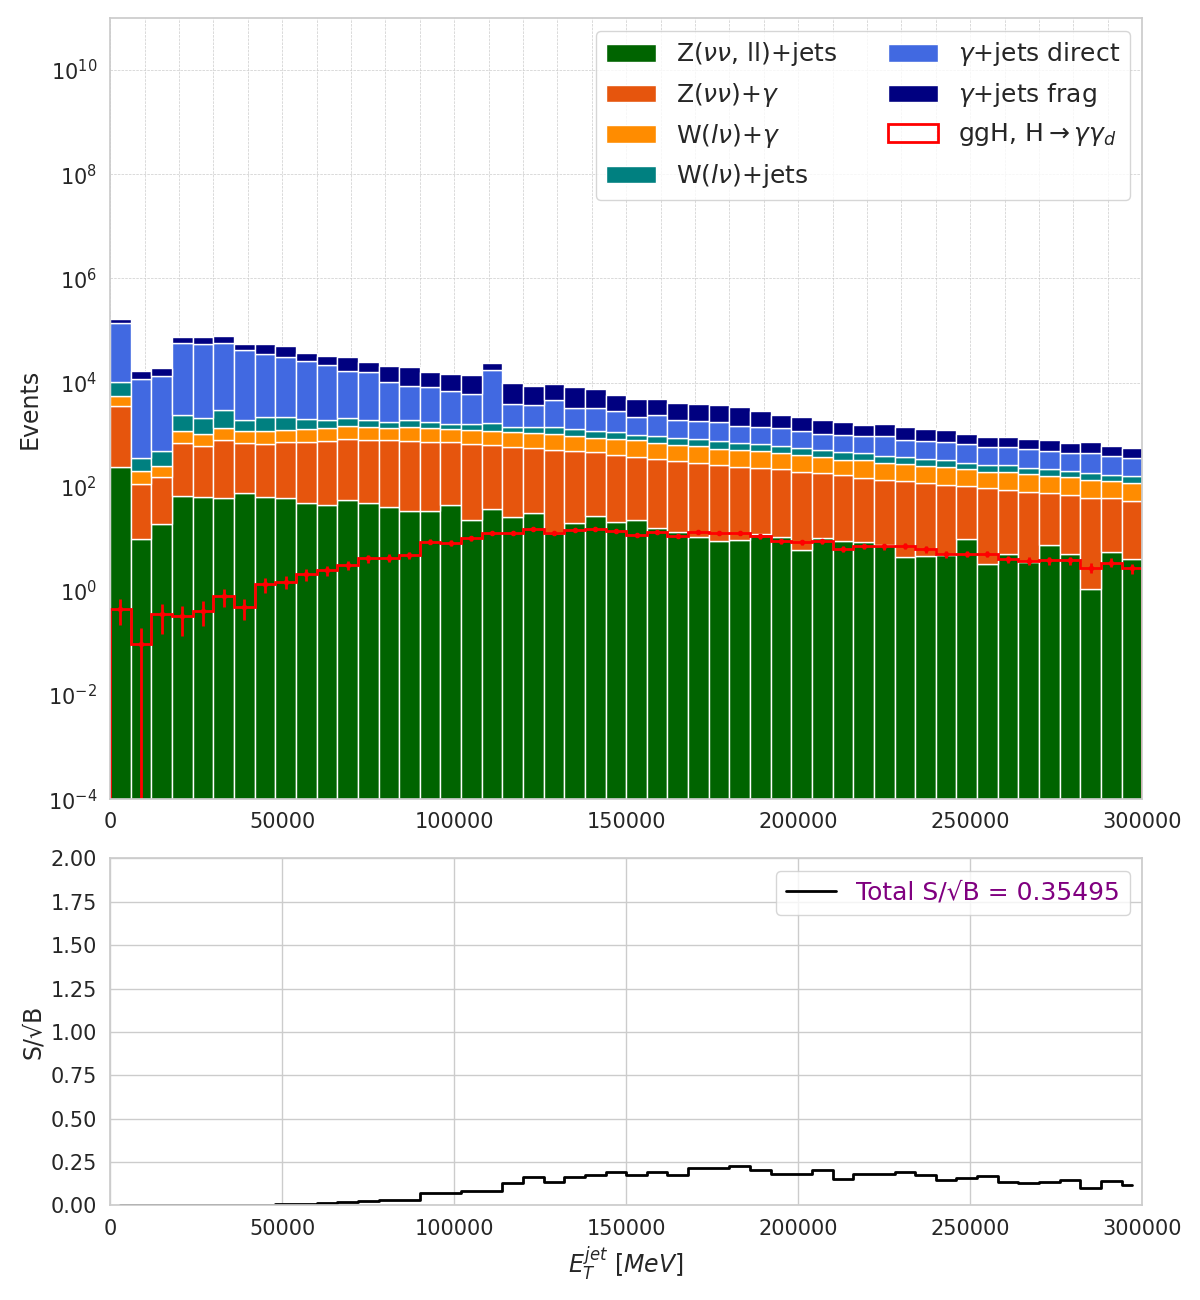 Z(νν, ll)+jets
Z(νν)+γ
W(lν)+γ
W(lν)+jets
γ+jets direct
γ+jets frag
ggH, H→γγ_d
Events
10^10
10^8
10^6
10^4
10^2
10^0
10^−2
10^−4
0 50000 100000 150000 200000 250000 300000
Total S/√B = 0.35495
S/√B
2.00
1.75
1.50
1.25
1.00
0.75
0.50
0.25
0.00
0 50000 100000 150000 200000 250000 300000
E_T^jet [MeV]